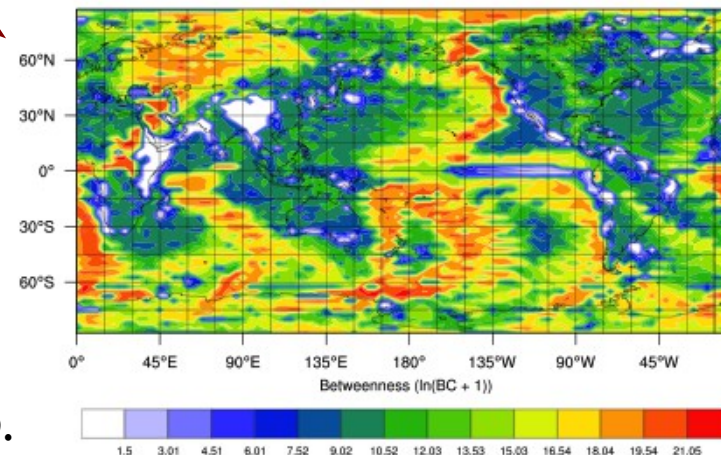 60°N
30°N
0°
30°S
60°S
0° 45°E 90°E 135°E 180° 135°W 90°W 45°W
Betweenness (ln(BC + 1))
1.5 3.01 4.51 6.01 7.52 9.02 10.52 12.03 13.53 15.03 16.54 18.04 19.54 21.05